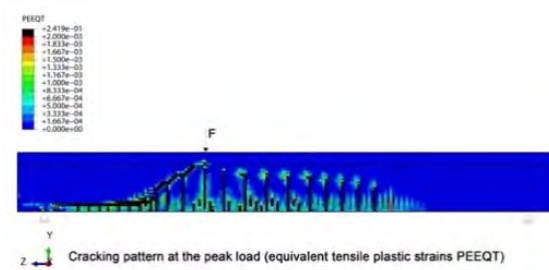 PEEQT
+2.419e-01
+2.000e-03
+1.833e-03
+1.667e-03
+1.500e-03
+1.333e-03
+1.167e-03
+1.000e-03
+8.333e-04
+6.667e-04
+5.000e-04
+3.333e-04
+1.667e-04
+0.000e+00
F
Y
Z
Cracking pattern at the peak load (equivalent tensile plastic strains PEEQT)